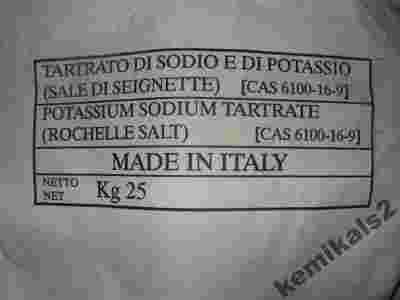 TARTRATO DI SODIO E DI POTASSIO
(SALE DI SEIGNETTE) [CAS 6100-16-9]
POTASSIUM SODIUM TARTRATE
(ROCHELLE SALT) [CAS 6100-16-9]
MADE IN ITALY
NETTO
NET Kg 25
kemikals2